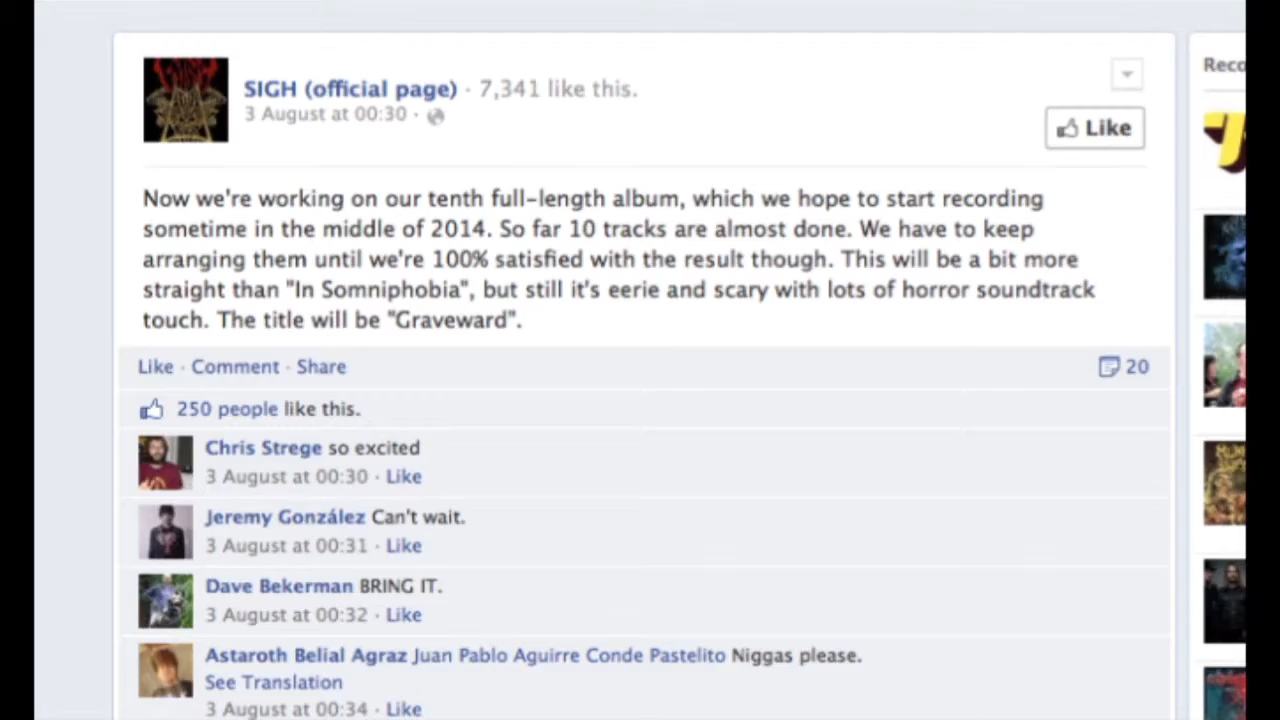 SIGH (official page) · 7,341 like this.
3 August at 00:30 ·
Like
Now we're working on our tenth full-length album, which we hope to start recording
sometime in the middle of 2014. So far 10 tracks are almost done. We have to keep
arranging them until we're 100% satisfied with the result though. This will be a bit more
straight than "In Somniphobia", but still it's eerie and scary with lots of horror soundtrack
touch. The title will be "Graveward".
Like · Comment · Share
20
250 people like this.
Chris Strege so excited
3 August at 00:30 · Like
Jeremy González Can't wait.
3 August at 00:31 · Like
Dave Bekerman BRING IT.
3 August at 00:32 · Like
Astaroth Belial Agraz Juan Pablo Aguirre Conde Pastelito Niggas please.
See Translation
3 August at 00:34 · Like
Reco